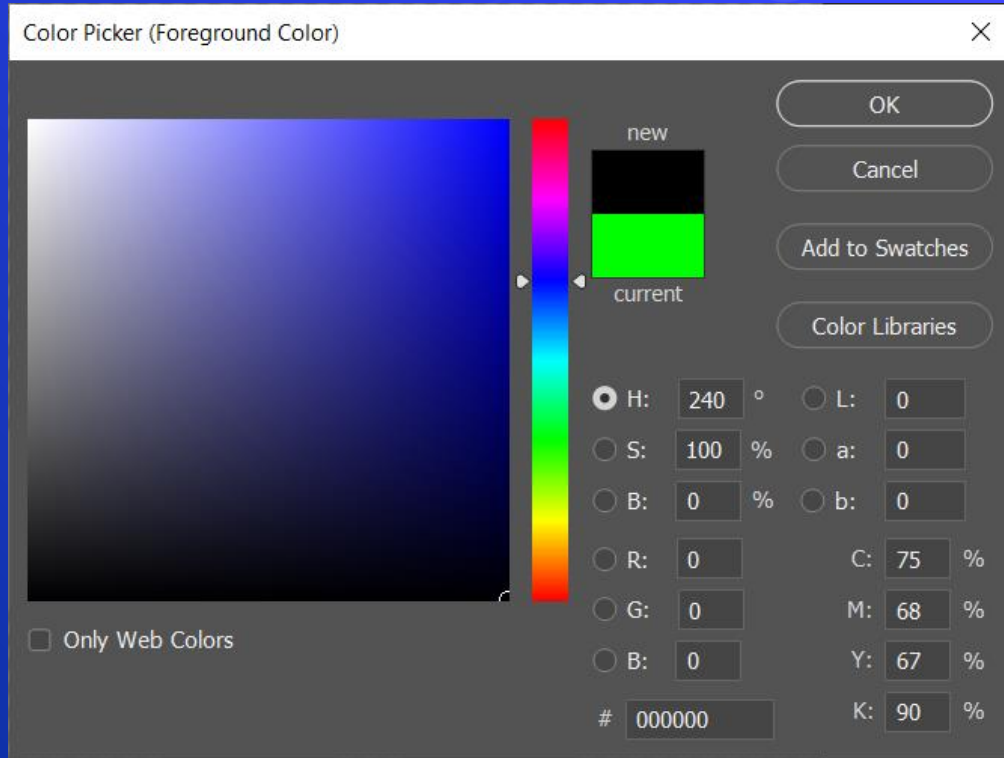 Color Picker (Foreground Color)
new
current
OK
Cancel
Add to Swatches
Color Libraries
H: 240 ° L: 0
S: 100 % a: 0
B: 0 % b: 0
R: 0 C: 75 %
G: 0 M: 68 %
B: 0 Y: 67 %
# 000000 K: 90 %
Only Web Colors